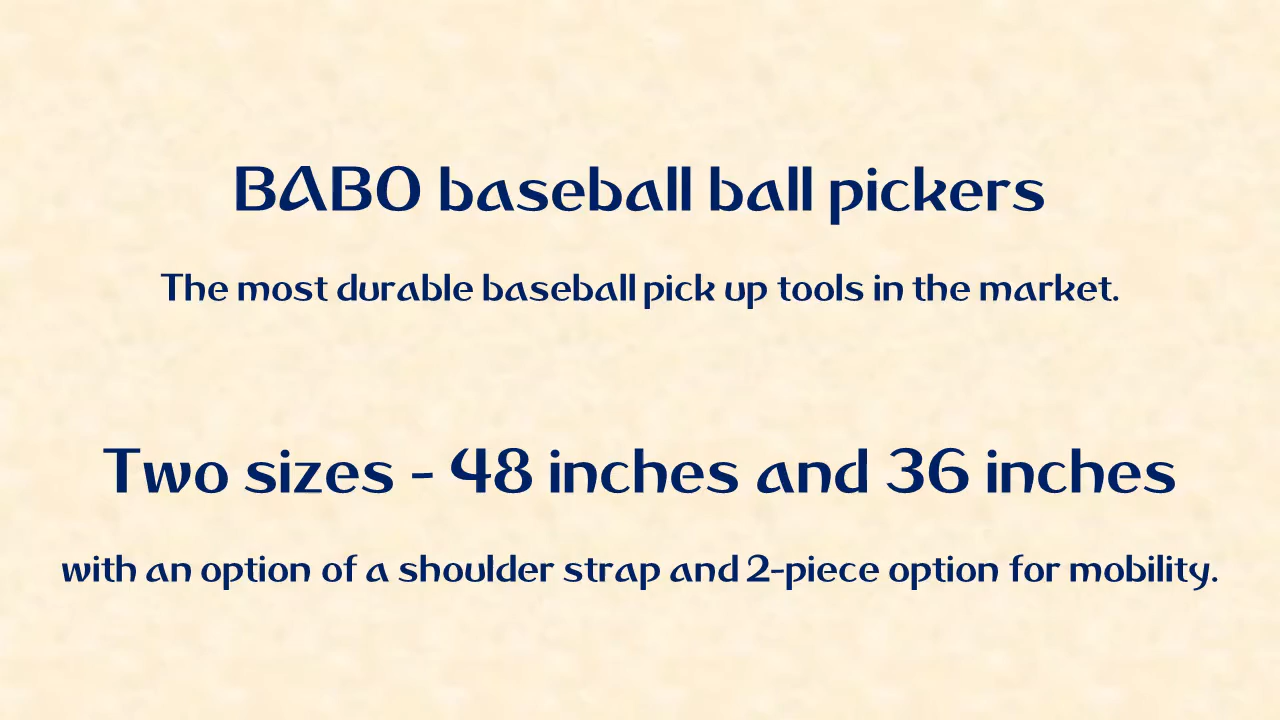 BABO baseball ball pickers
The most durable baseball pick up tools in the market.
Two sizes - 48 inches and 36 inches
with an option of a shoulder strap and 2-piece option for mobility.